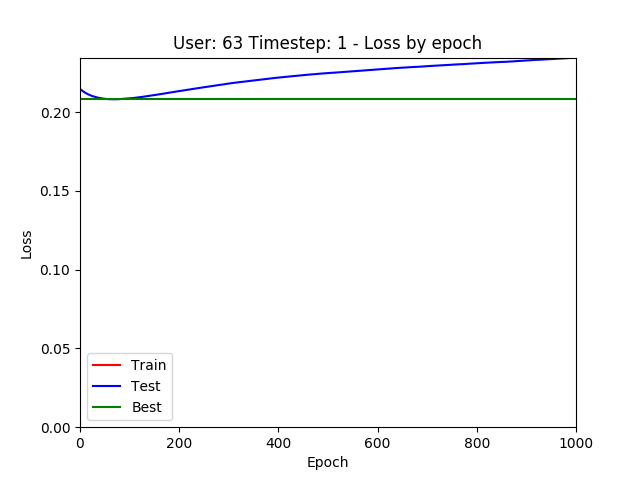 User: 63 Timestep: 1 - Loss by epoch
Loss
0.20
0.15
0.10
0.05
0.00
Train
Test
Best
0 200 400 600 800 1000
Epoch